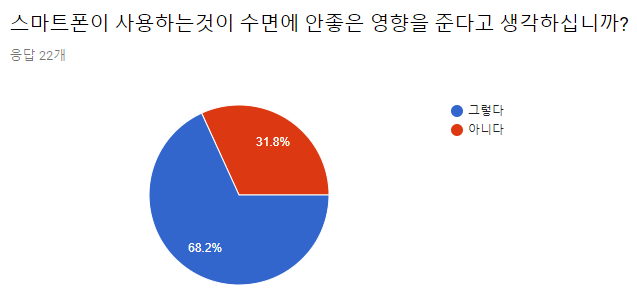 스마트폰이 사용하는것이 수면에 안좋은 영향을 준다고 생각하십니까?
응답 22개
그렇다
아니다
31.8%
68.2%